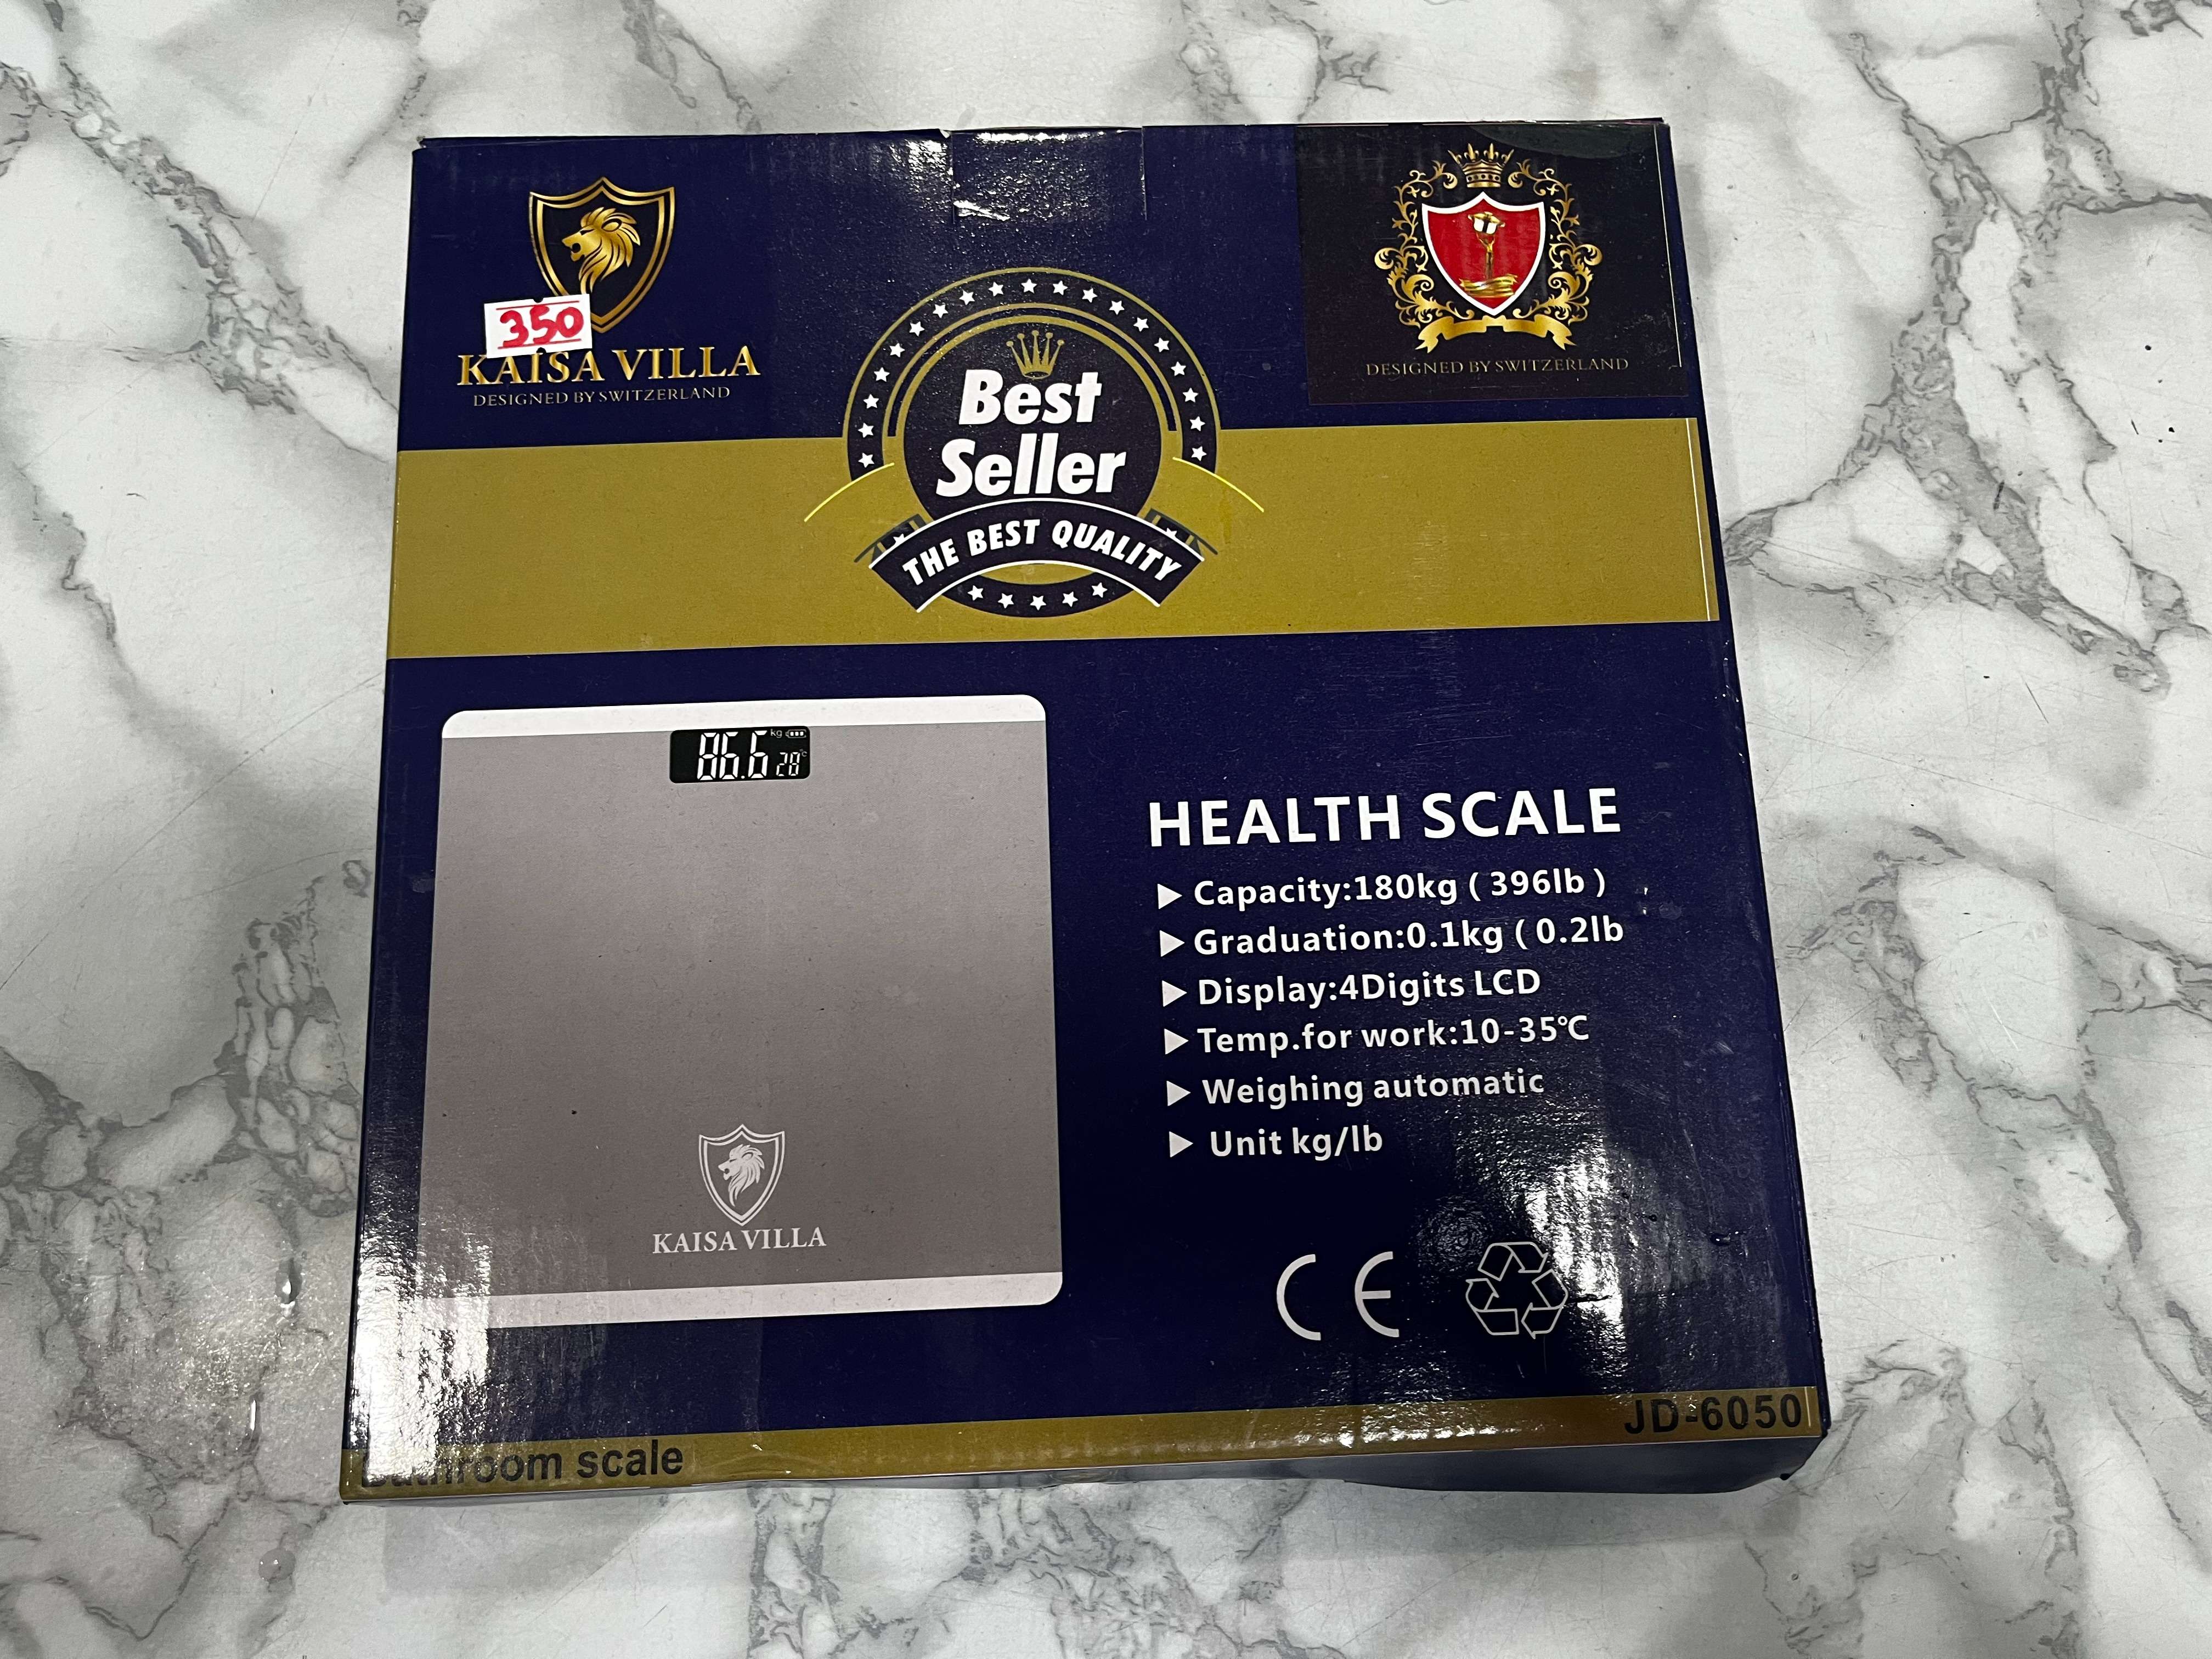 350
KAISA VILLA
DESIGNED BY SWITZERLAND
DESIGNED BY SWITZERLAND
Best
Seller
THE BEST QUALITY
86.6 kg
28°C
KAISA VILLA
HEALTH SCALE
Capacity:180kg ( 396lb )
Graduation:0.1kg ( 0.2lb
Display:4Digits LCD
Temp.for work:10-35℃
Weighing automatic
Unit kg/lb
CE
Bathroom scale
JD-6050